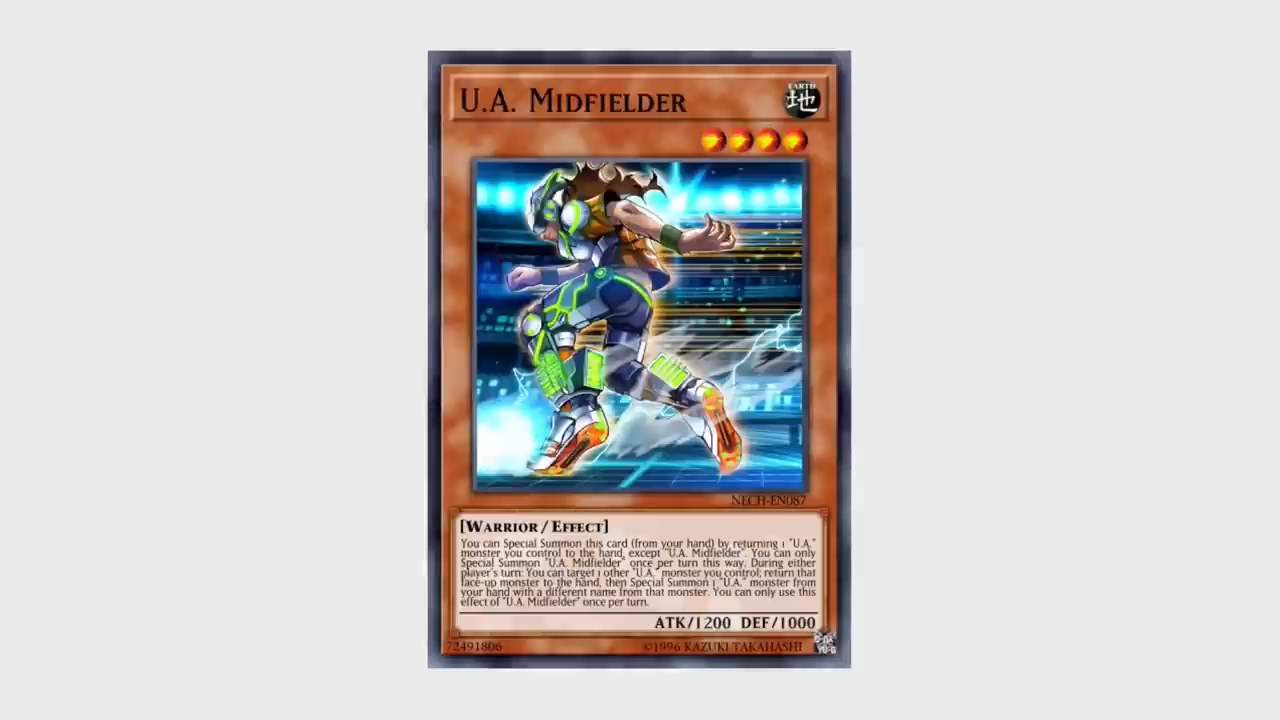 U.A. MIDFIELDER
EARTH
地
NECH-EN087
[WARRIOR / EFFECT]
You can Special Summon this card (from your hand) by returning 1 "U.A."
monster you control to the hand, except "U.A. Midfielder". You can only
Special Summon "U.A. Midfielder" once per turn this way. During either
player's turn: You can target 1 other "U.A." monster you control; return that
face-up monster to the hand, then Special Summon 1 "U.A." monster from
your hand with a different name from that monster. You can only use this
effect of "U.A. Midfielder" once per turn.
ATK/1200 DEF/1000
72491806
©1996 KAZUKI TAKAHASHI